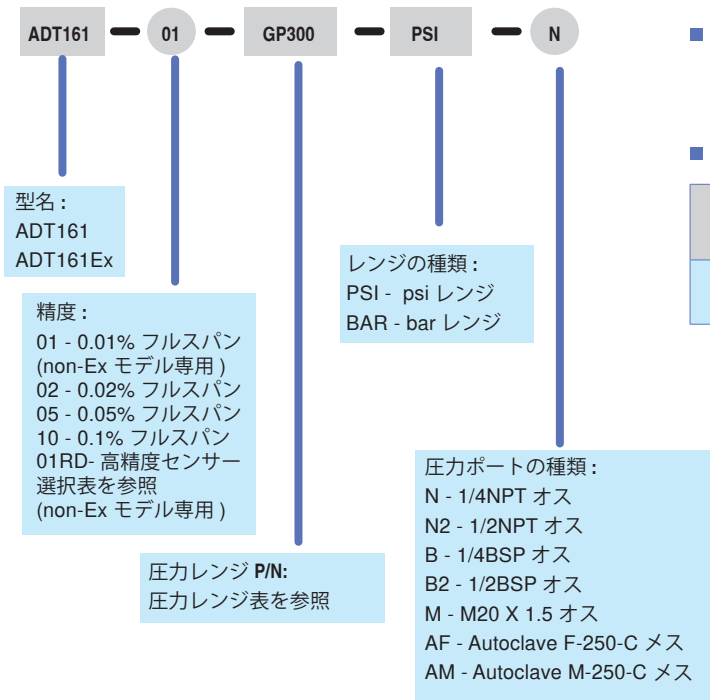 ADT161 01 GP300 PSI N
型名 :
ADT161
ADT161Ex
精度 :
01 - 0.01% フルスパン
(non-Ex モデル専用 )
02 - 0.02% フルスパン
05 - 0.05% フルスパン
10 - 0.1% フルスパン
01RD- 高精度センサー
選択表を参照
(non-Ex モデル専用 )
圧力レンジ P/N:
圧力レンジ表を参照
レンジの種類 :
PSI - psi レンジ
BAR - bar レンジ
圧力ポートの種類 :
N - 1/4NPT オス
N2 - 1/2NPT オス
B - 1/4BSP オス
B2 - 1/2BSP オス
M - M20 X 1.5 オス
AF - Autoclave F-250-C メス
AM - Autoclave M-250-C メス